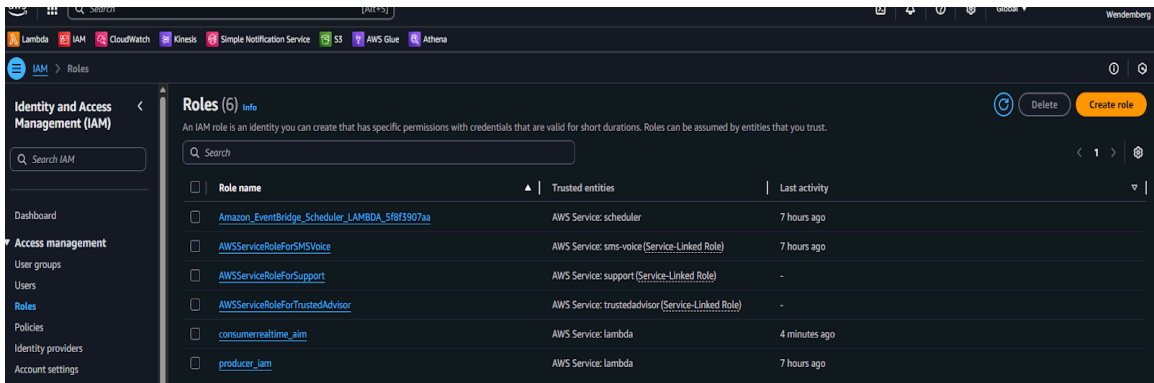 Search [Alt+S] Global Wendemberg
Lambda IAM CloudWatch Kinesis Simple Notification Service S3 AWS Glue Athena
IAM > Roles
Identity and Access Management (IAM)
Search IAM
Dashboard
Access management
User groups
Users
Roles
Policies
Identity providers
Account settings
Roles (6) Info
Delete Create role
An IAM role is an identity you can create that has specific permissions with credentials that are valid for short durations. Roles can be assumed by entities that you trust.
Search
1
Role name Trusted entities Last activity
Amazon_EventBridge_Scheduler_LAMBDA_5f8f3907aa AWS Service: scheduler 7 hours ago
AWSServiceRoleForSMSVoice AWS Service: sms-voice (Service-Linked Role) 7 hours ago
AWSServiceRoleForSupport AWS Service: support (Service-Linked Role) -
AWSServiceRoleForTrustedAdvisor AWS Service: trustedadvisor (Service-Linked Role) -
consumerrealtime_aim AWS Service: lambda 4 minutes ago
producer_iam AWS Service: lambda 7 hours ago